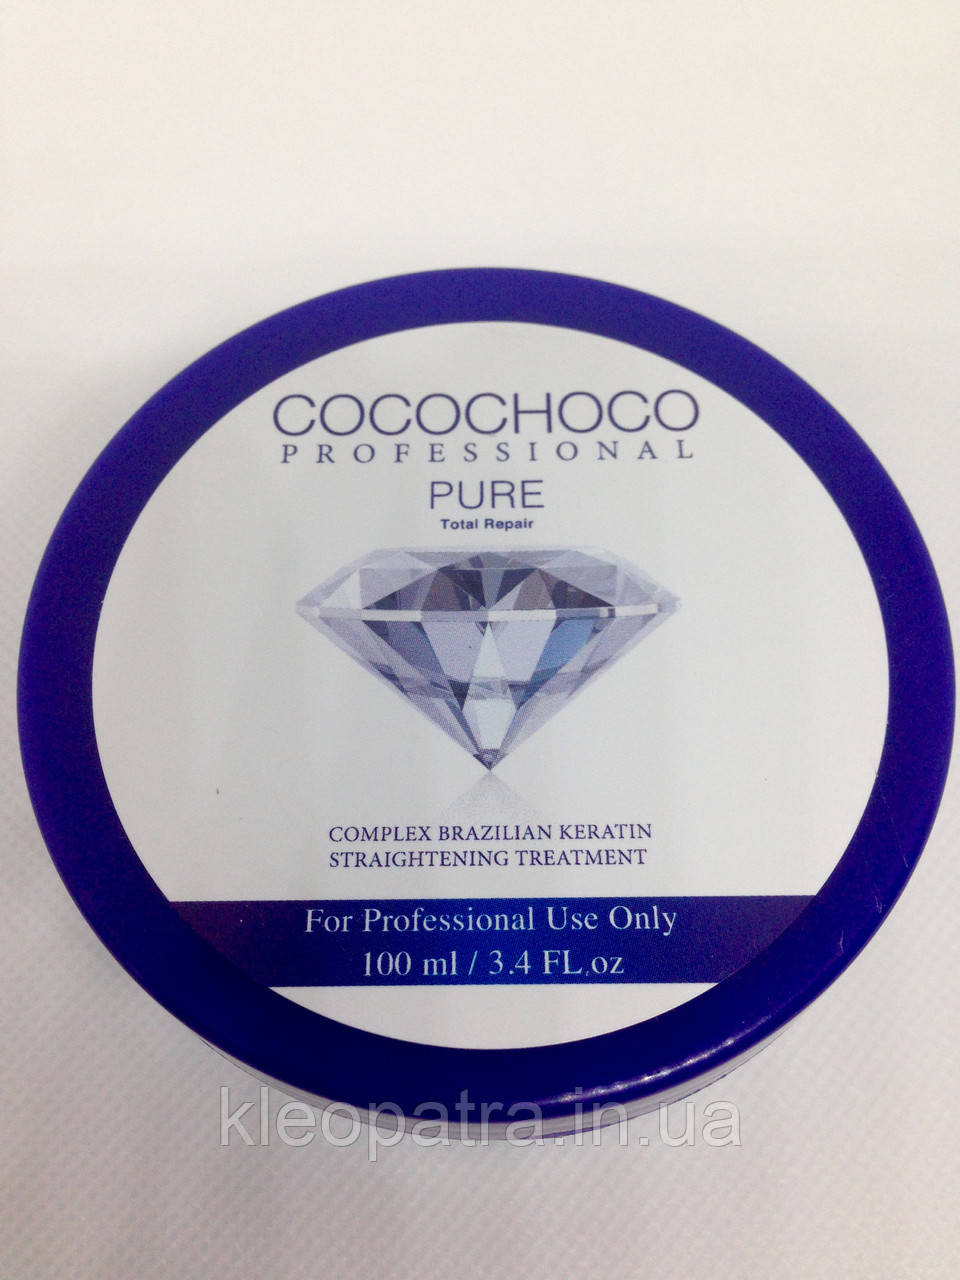 COCOCHOCO
PROFESSIONAL
PURE
Total Repair
COMPLEX BRAZILIAN KERATIN
STRAIGHTENING TREATMENT
For Professional Use Only
100 ml / 3.4 FL.oz
kleopatra.in.ua